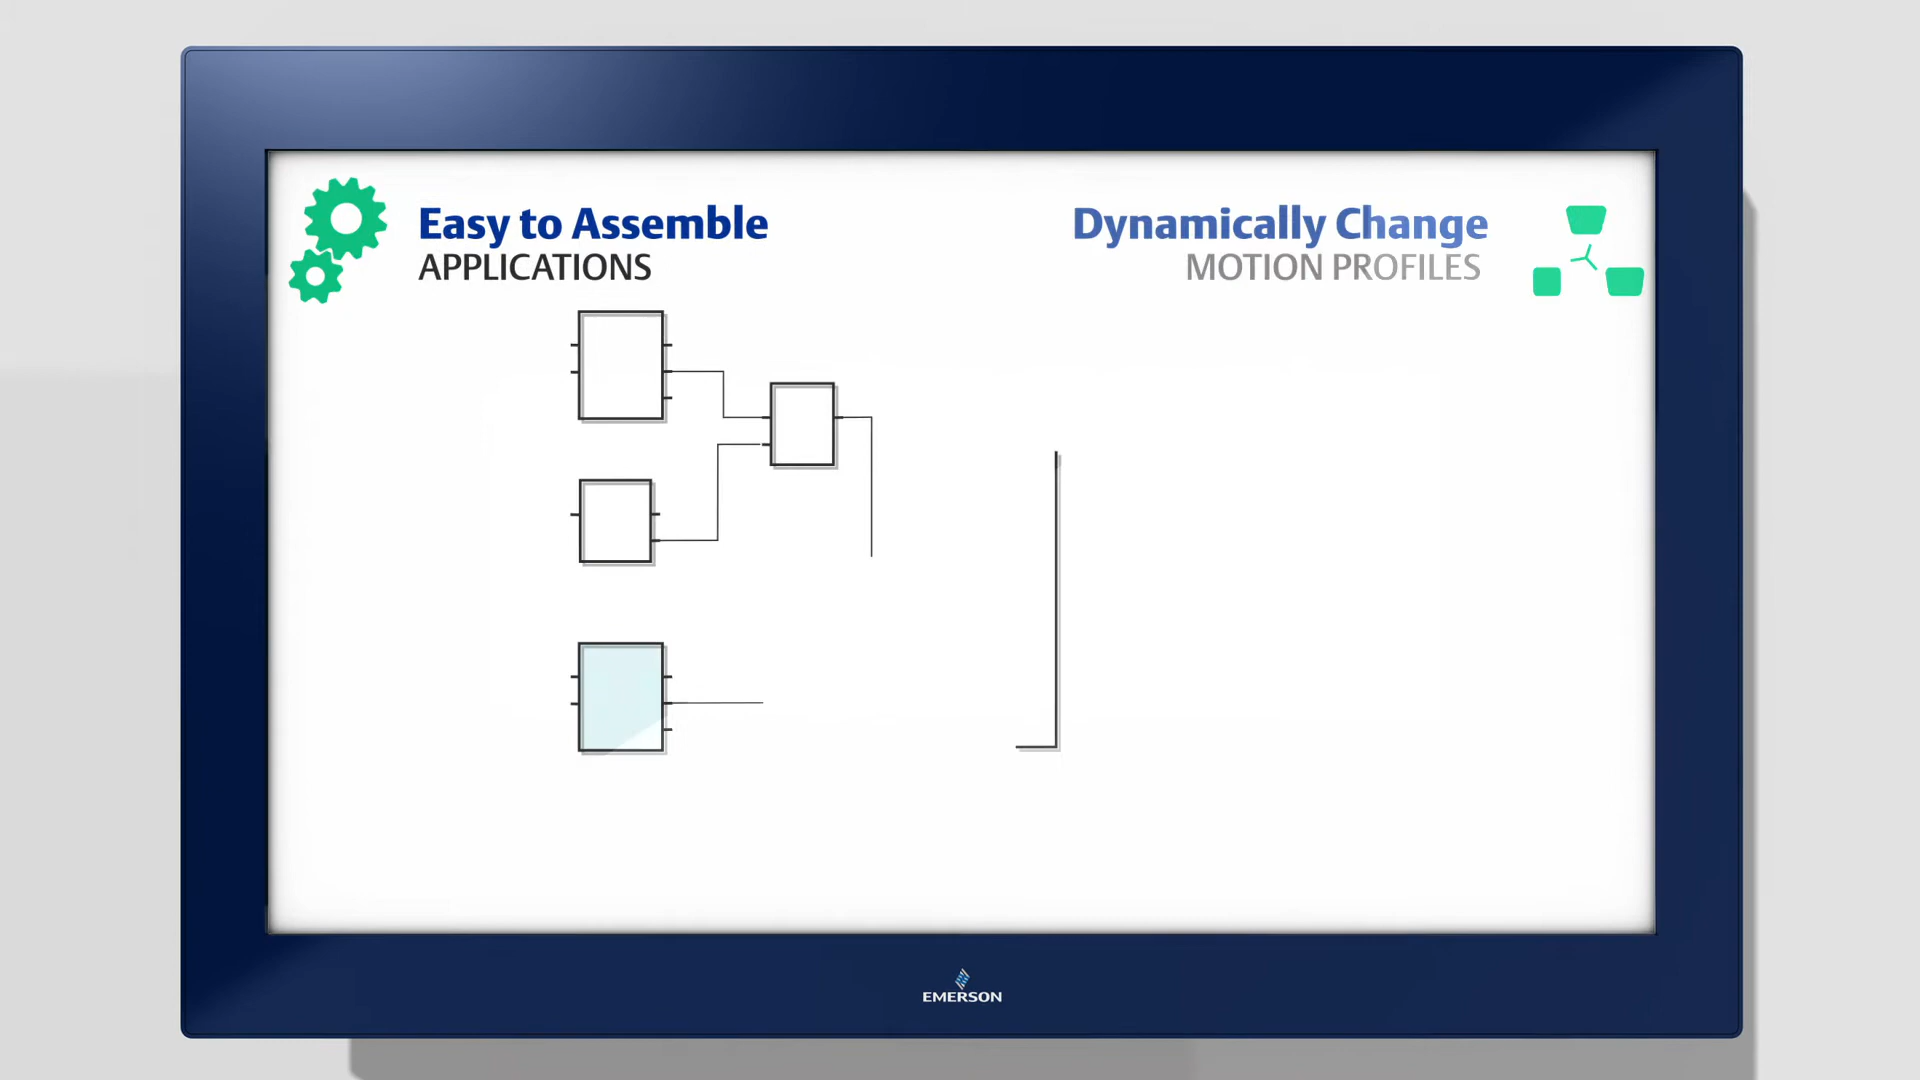 Easy to Assemble
APPLICATIONS
Dynamically Change
MOTION PROFILES
EMERSON